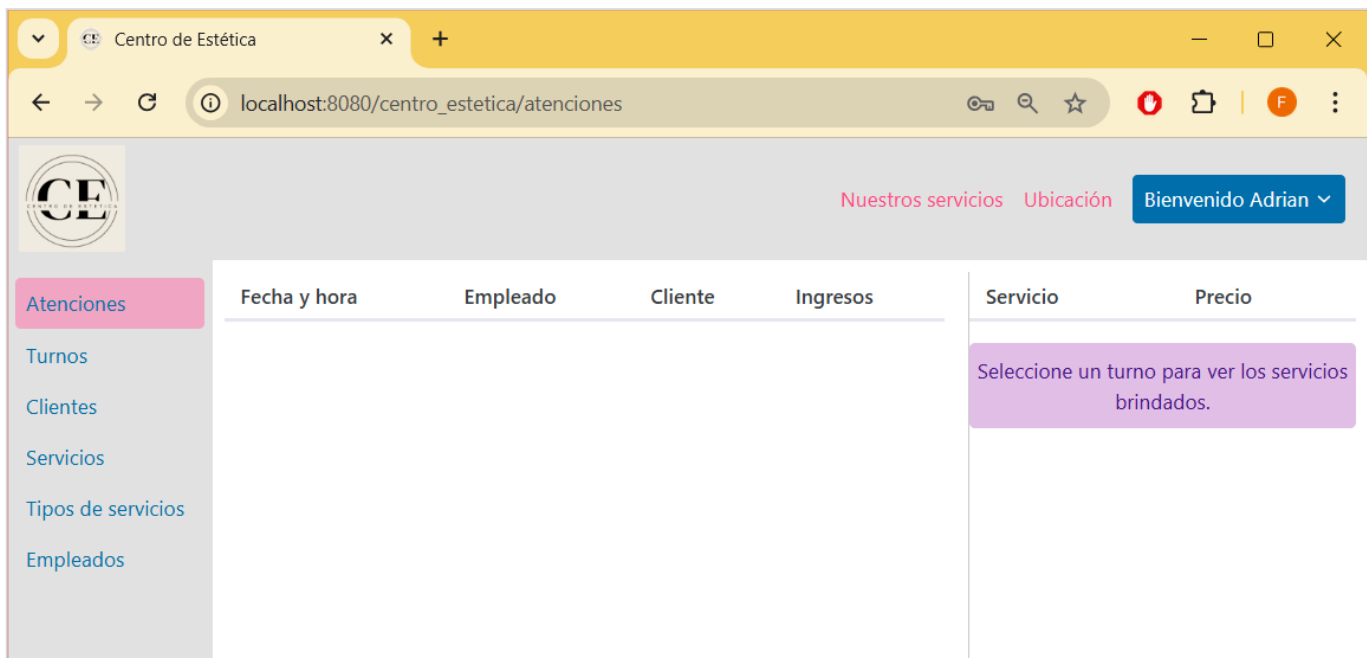 CE Centro de Estética
localhost:8080/centro_estetica/atenciones
F
CE
CENTRO DE ESTETICA
Nuestros servicios Ubicación Bienvenido Adrian
Atenciones
Turnos
Clientes
Servicios
Tipos de servicios
Empleados
Fecha y hora Empleado Cliente Ingresos
Servicio Precio
Seleccione un turno para ver los servicios
brindados.